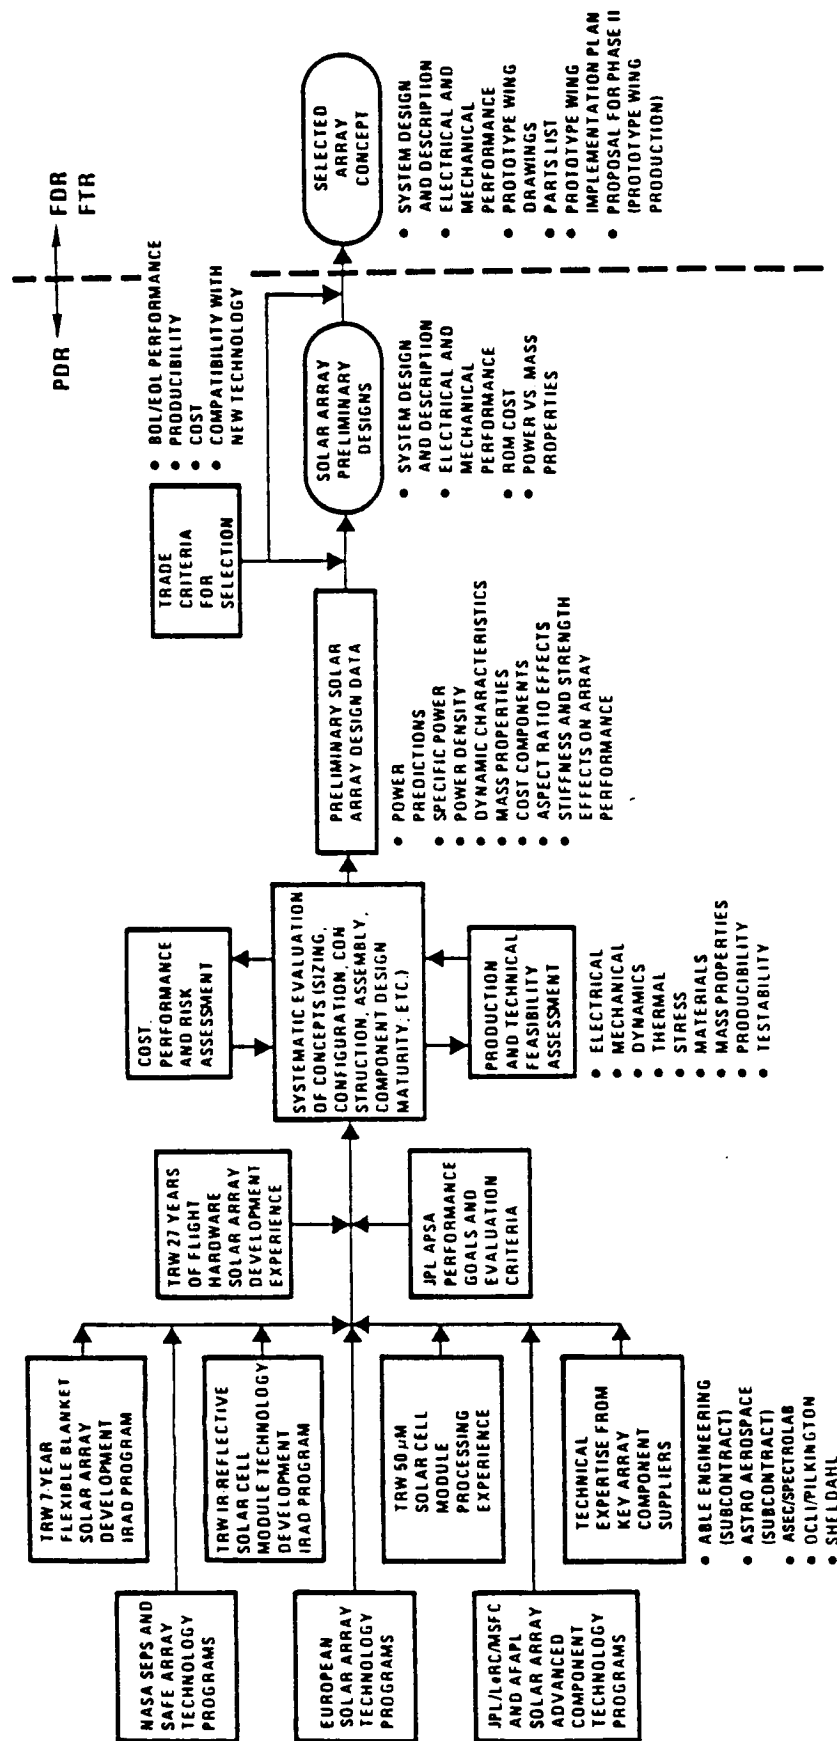 TRW 7-YEAR
FLEXIBLE BLANKET
SOLAR ARRAY
DEVELOPMENT
IRAD PROGRAM
NASA SEPS AND
SAFE ARRAY
TECHNOLOGY
PROGRAMS
TRW IR-REFLECTIVE
SOLAR CELL
MODULE TECHNOLOGY
DEVELOPMENT
IRAD PROGRAM
EUROPEAN
SOLAR ARRAY
TECHNOLOGY
PROGRAMS
TRW 50 µM
SOLAR CELL
MODULE
PROCESSING
EXPERIENCE
JPL/LeRC/MSFC
AND AFAPL
SOLAR ARRAY
ADVANCED
COMPONENT
TECHNOLOGY
PROGRAMS
TECHNICAL
EXPERTISE FROM
KEY ARRAY
COMPONENT
SUPPLIERS
• ABLE ENGINEERING
(SUBCONTRACT)
• ASTRO AEROSPACE
(SUBCONTRACT)
• ASEC/SPECTROLAB
• OCLI/PILKINGTON
• SHELDAHL
TRW 27 YEARS
OF FLIGHT
HARDWARE
SOLAR ARRAY
DEVELOPMENT
EXPERIENCE
JPL APSA
PERFORMANCE
GOALS AND
EVALUATION
CRITERIA
COST,
PERFORMANCE
AND RISK
ASSESSMENT
SYSTEMATIC EVALUATION
OF CONCEPTS (SIZING,
CONFIGURATION, CON
STRUCTION, ASSEMBLY,
COMPONENT DESIGN
MATURITY, ETC.)
PRODUCTION
AND TECHNICAL
FEASIBILITY
ASSESSMENT
• ELECTRICAL
• MECHANICAL
• DYNAMICS
• THERMAL
• STRESS
• MATERIALS
• MASS PROPERTIES
• PRODUCIBILITY
• TESTABILITY
PRELIMINARY SOLAR
ARRAY DESIGN DATA
• POWER
PREDICTIONS
• SPECIFIC POWER
• POWER DENSITY
• DYNAMIC CHARACTERISTICS
• MASS PROPERTIES
• COST COMPONENTS
• ASPECT RATIO EFFECTS
• STIFFNESS AND STRENGTH
EFFECTS ON ARRAY
PERFORMANCE
TRADE
CRITERIA
FOR
SELECTION
• BOL/EOL PERFORMANCE
• PRODUCIBILITY
• COST
• COMPATIBILITY WITH
NEW TECHNOLOGY
SOLAR ARRAY
PRELIMINARY
DESIGNS
• SYSTEM DESIGN
AND DESCRIPTION
• ELECTRICAL AND
MECHANICAL
PERFORMANCE
• ROM COST
• POWER VS. MASS
PROPERTIES
PDR
FDR
FTR
SELECTED
ARRAY
CONCEPT
• SYSTEM DESIGN
AND DESCRIPTION
• ELECTRICAL AND
MECHANICAL
PERFORMANCE
• PROTOTYPE WING
DRAWINGS
• PARTS LIST
• PROTOTYPE WING
IMPLEMENTATION PLAN
• PROPOSAL FOR PHASE II
(PROTOTYPE WING
PRODUCTION)